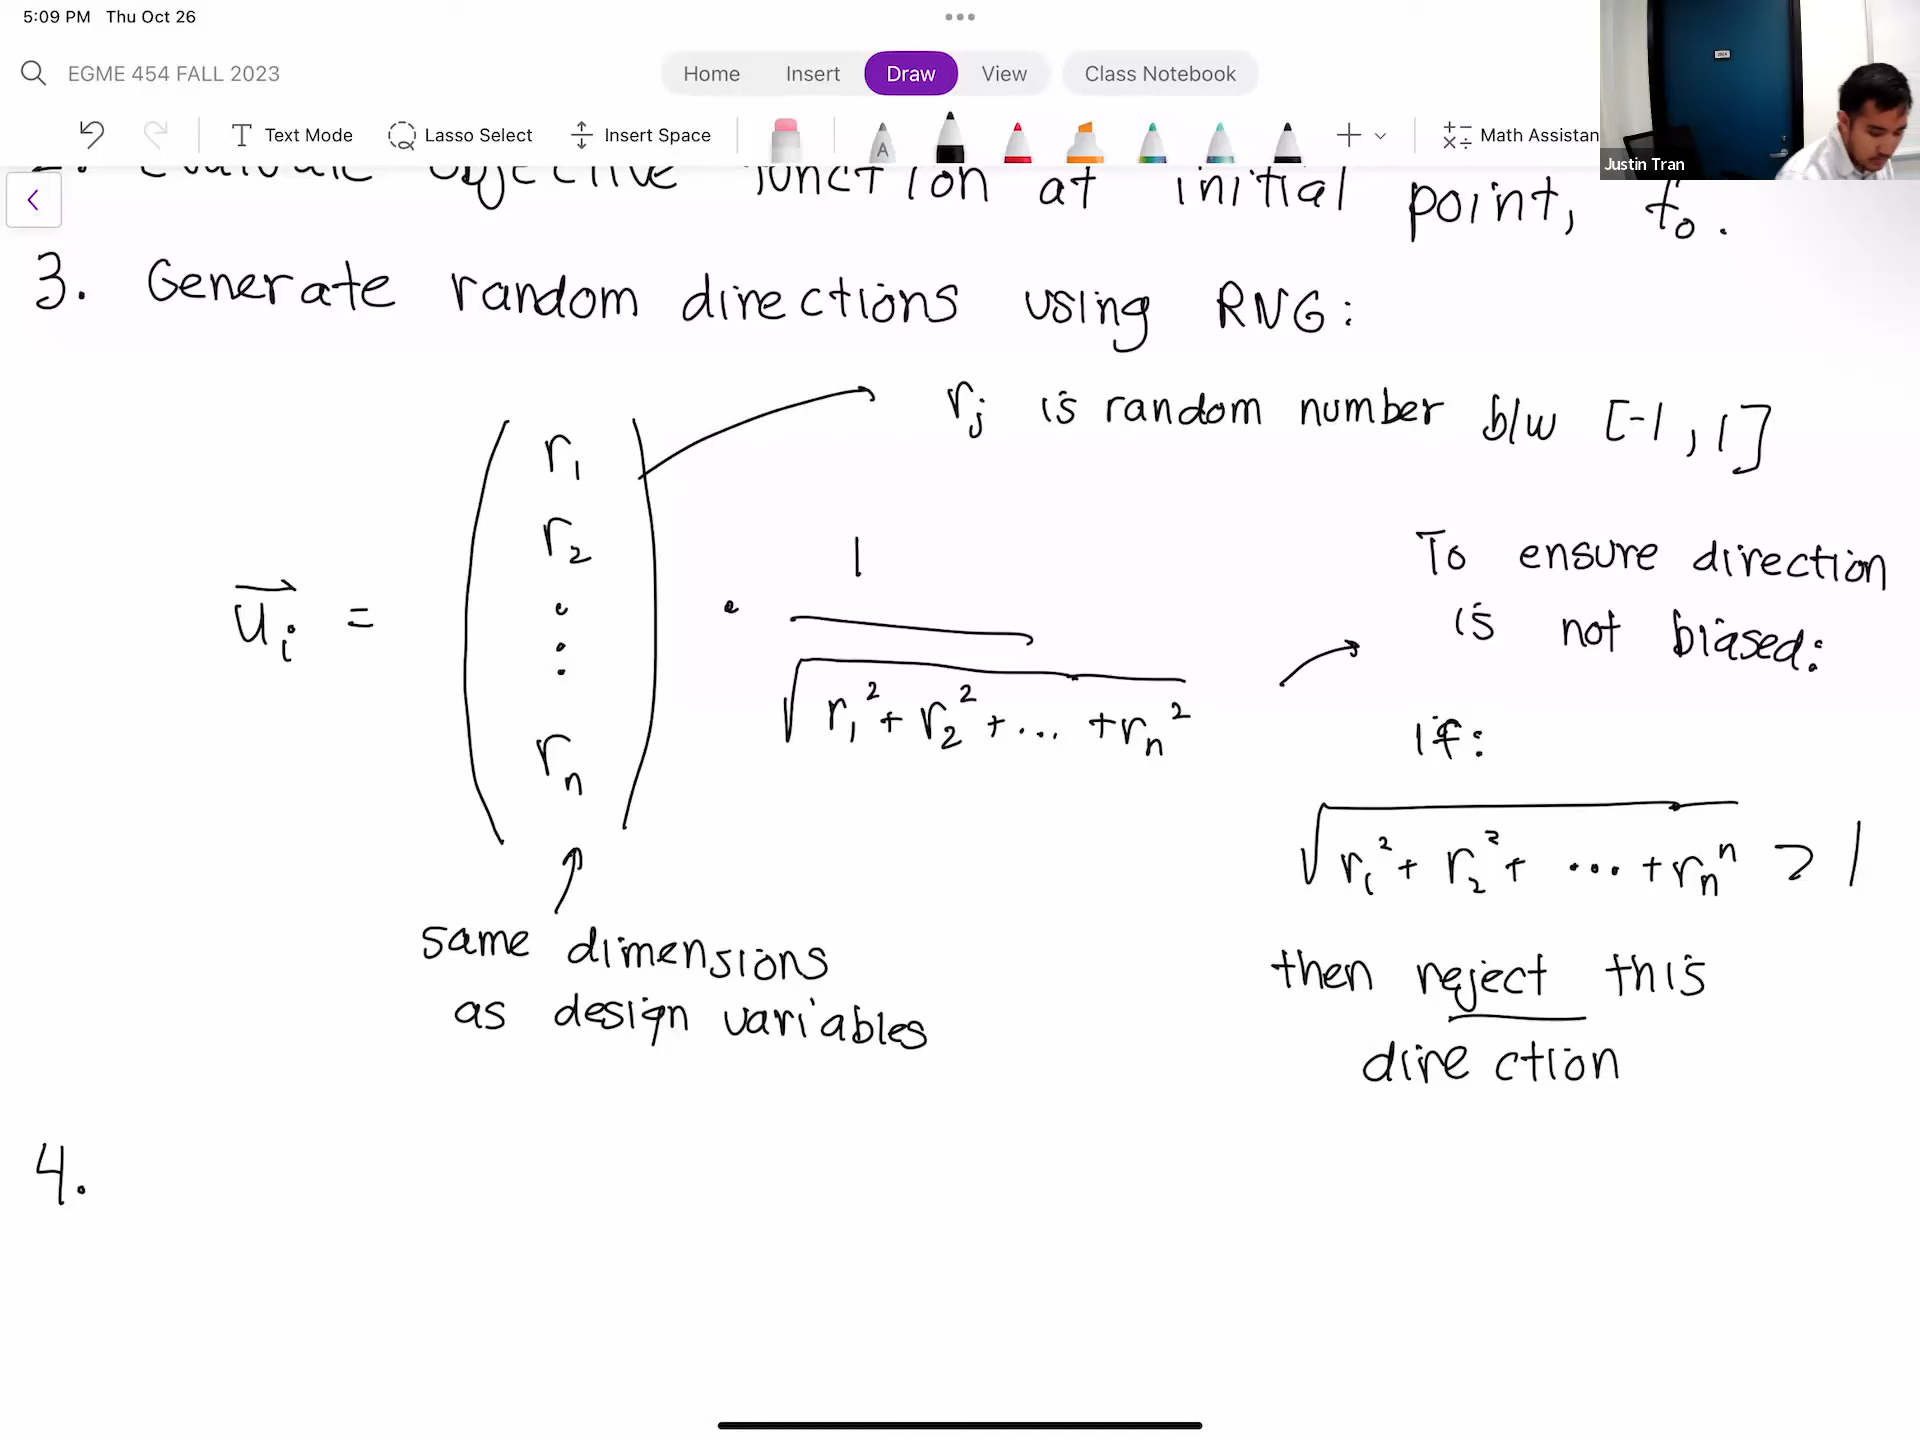 5:09 PM Thu Oct 26
EGME 454 FALL 2023
Home Insert Draw View Class Notebook
Text Mode Lasso Select Insert Space A Math Assistan
Justin Tran
2. Evaluate objective function at initial point, f₀.
3. Generate random directions using RNG:
rⱼ is random number b/w [-1, 1]
u⃗ᵢ = ( r₁ r₂ ⋮ rₙ ) · 1 / √(r₁² + r₂² + ... + rₙ²)
To ensure direction
is not biased:
if:
√(r₁² + r₂² + ... + rₙⁿ) > 1
then reject this
direction
same dimensions
as design variables
4.